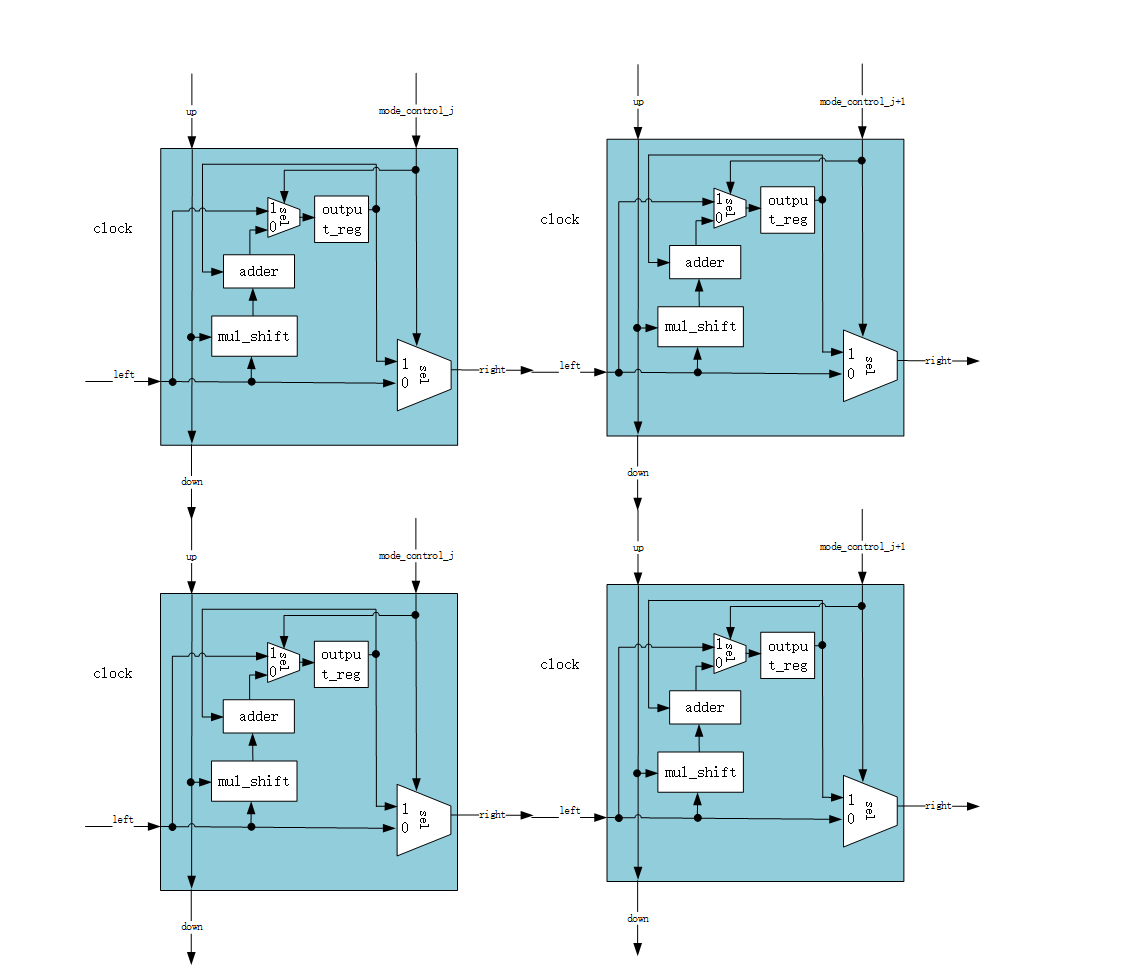 up
mode_control_j
clock
1
0
sel
outpu
t_reg
adder
mul_shift
1
0
sel
left
right
down
up
mode_control_j+1
clock
1
0
sel
outpu
t_reg
adder
mul_shift
1
0
sel
left
right
down
up
mode_control_j
clock
1
0
sel
outpu
t_reg
adder
mul_shift
1
0
sel
left
right
down
up
mode_control_j+1
clock
1
0
sel
outpu
t_reg
adder
mul_shift
1
0
sel
left
right
down